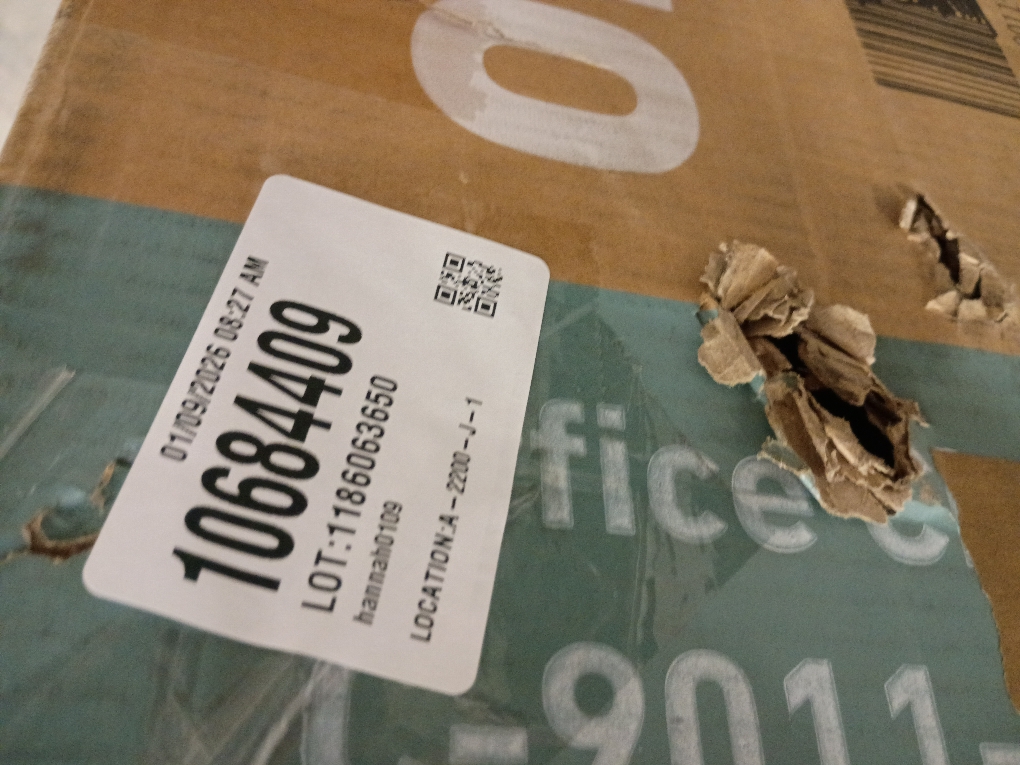 01/09/2026 08:27 AM
10684409
LOT:1186063650
hannah0109
LOCATION:A-2200-J-1
fice c
-9011-